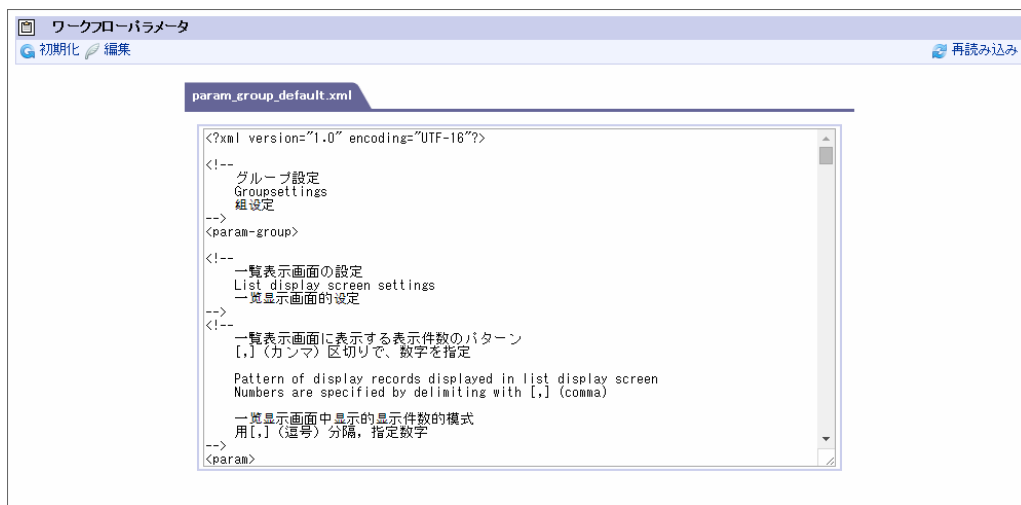 ワークフローパラメータ
初期化 編集 再読み込み
param_group_default.xml
<?xml version="1.0" encoding="UTF-16"?>
<!--
グループ設定
Groupsettings
组设定
-->
<param-group>
<!--
一覧表示画面の設定
List display screen settings
一览显示画面的设定
-->
<!--
一覧表示画面に表示する表示件数のパターン
[,] (カンマ) 区切りで、数字を指定
Pattern of display records displayed in list display screen
Numbers are specified by delimiting with [,] (comma)
一览显示画面中显示的显示件数的模式
用[,] (逗号) 分隔，指定数字
-->
<param>